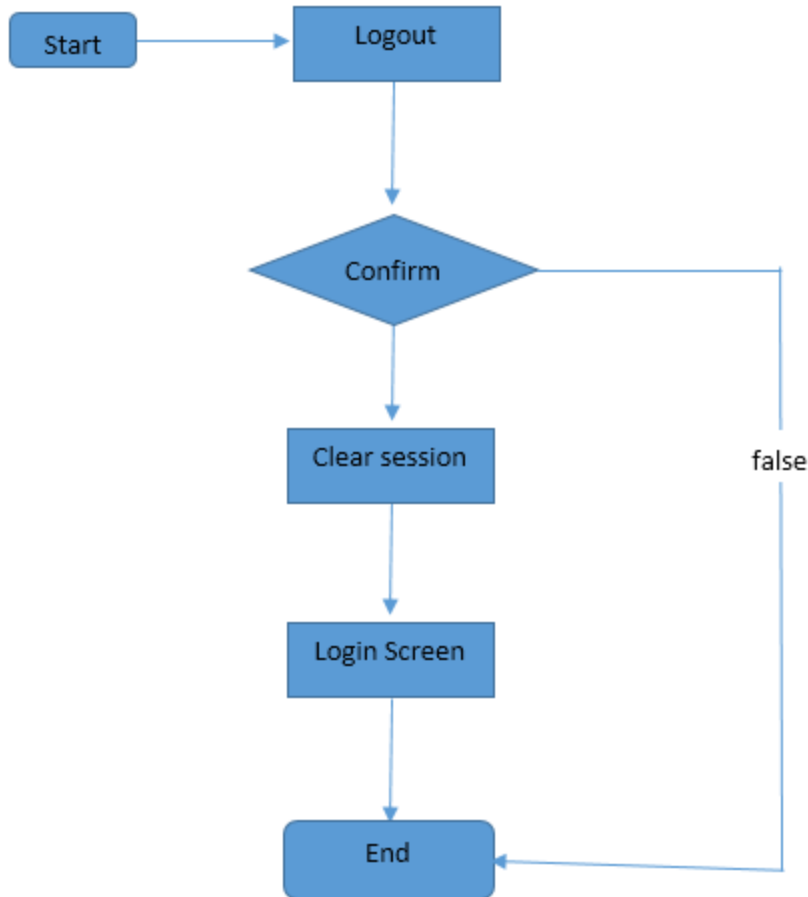 Start
Logout
Confirm
Clear session
false
Login Screen
End